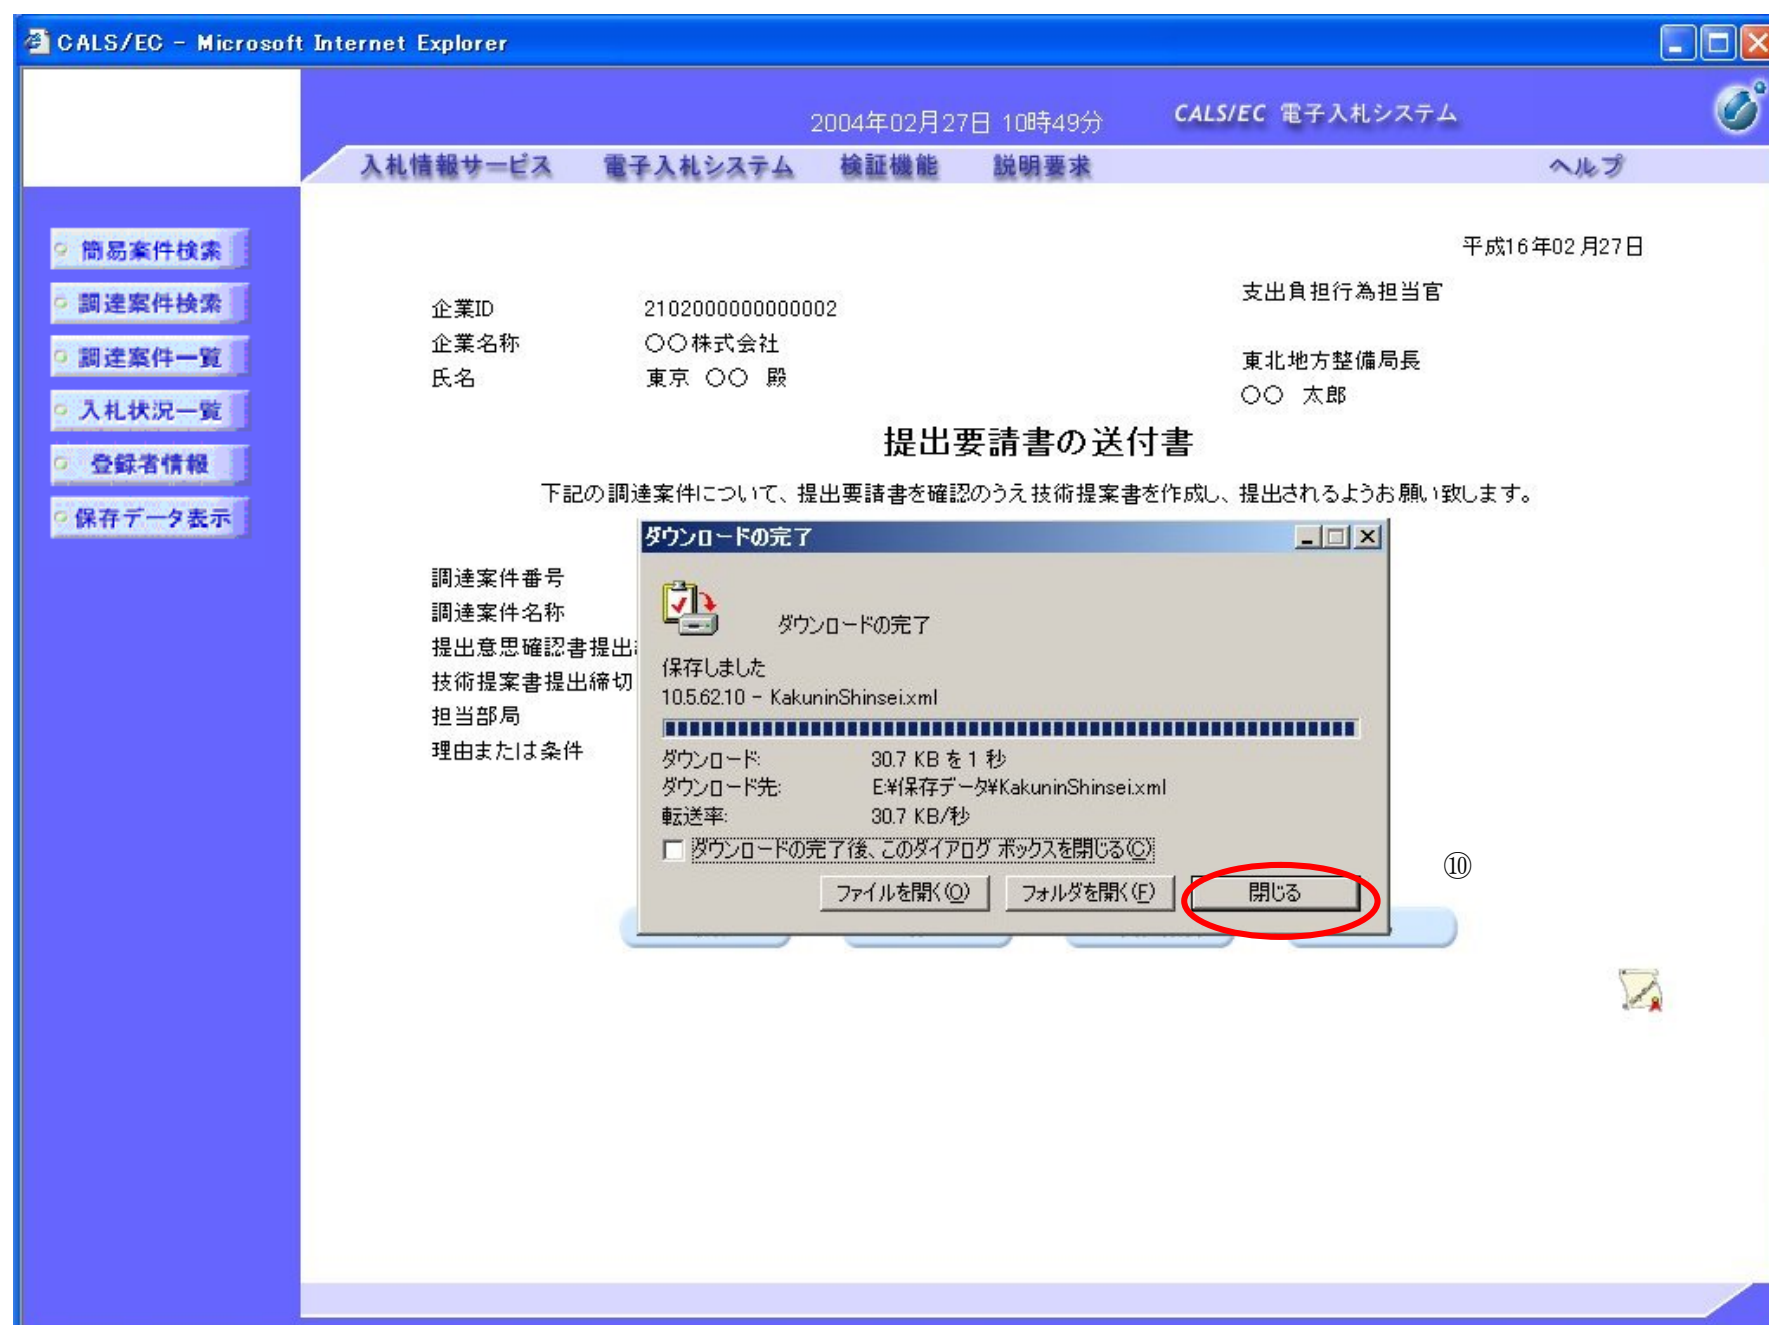 CALS/EC - Microsoft Internet Explorer
2004年02月27日 10時49分
CALS/EC 電子入札システム
入札情報サービス 電子入札システム 検証機能 説明要求 ヘルプ
簡易案件検索
調達案件検索
調達案件一覧
入札状況一覧
登録者情報
保存データ表示
平成16年02月27日
支出負担行為担当官
企業ID 2102000000000002
企業名称 〇〇株式会社
氏名 東京 〇〇 殿
東北地方整備局長
〇〇 太郎
提出要請書の送付書
下記の調達案件について、提出要請書を確認のうえ技術提案書を作成し、提出されるようお願い致します。
調達案件番号
調達案件名称
提出意思確認書提出
技術提案書提出締切
担当部局
理由または条件
ダウンロードの完了
ダウンロードの完了
保存しました
10.5.62.10 - KakuninShinsei.xml
ダウンロード: 30.7 KB を 1 秒
ダウンロード先: E:¥保存データ¥KakuninShinsei.xml
転送率: 30.7 KB/秒
ダウンロードの完了後、このダイアログ ボックスを閉じる(C)
ファイルを開く(O) フォルダを開く(F) 閉じる
⑩